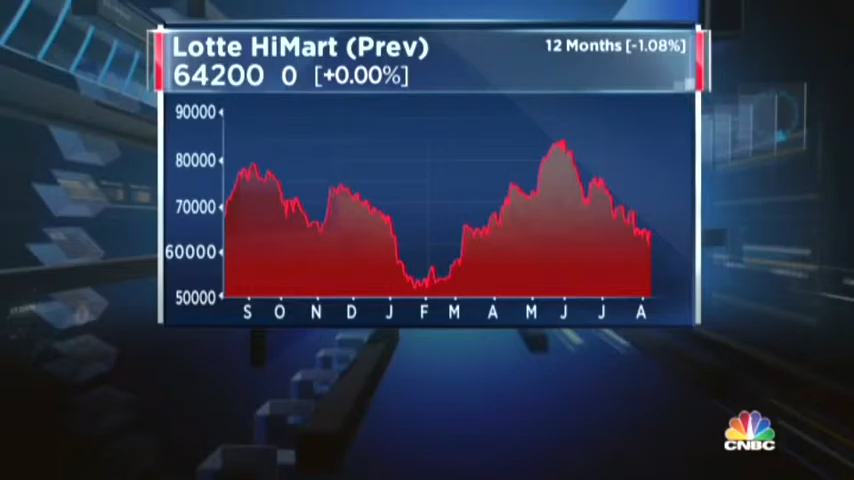 Lotte HiMart (Prev)
12 Months [-1.08%]
64200 0 [+0.00%]
90000
80000
70000
60000
50000
S O N D J F M A M J J A
CNBC